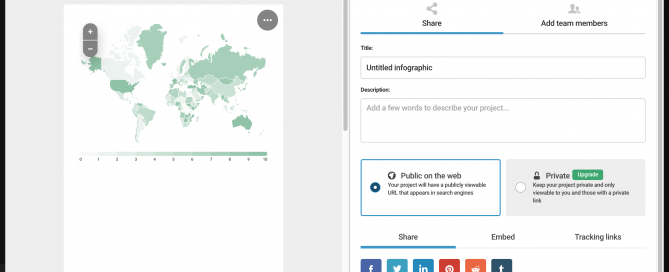 +
−
0 1 2 3 4 5 6 7 8 9 10
Share
Add team members
Title:
Untitled infographic
Description:
Add a few words to describe your project...
Public on the web
Your project will have a publicly viewable
URL that appears in search engines
Private Upgrade
Keep your project private and only
viewable to you and those with a private
link
Share Embed Tracking links
f in t